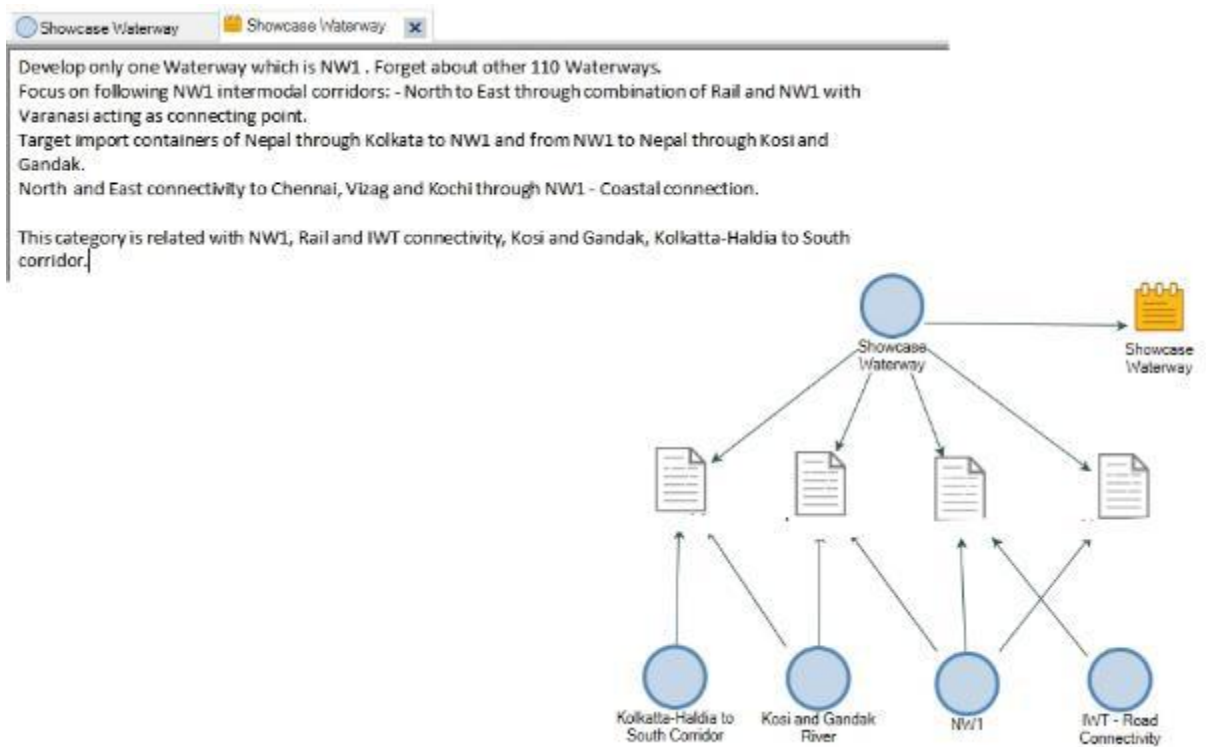 Showcase Waterway
Showcase Waterway
Develop only one Waterway which is NW1 . Forget about other 110 Waterways.
Focus on following NW1 intermodal corridors: - North to East through combination of Rail and NW1 with
Varanasi acting as connecting point.
Target import containers of Nepal through Kolkata to NW1 and from NW1 to Nepal through Kosi and
Gandak.
North and East connectivity to Chennai, Vizag and Kochi through NW1 - Coastal connection.
This category is related with NW1, Rail and IWT connectivity, Kosi and Gandak, Kolkatta-Haldia to South
corridor.
Showcase
Waterway
Showcase
Waterway
Kolkatta-Haldia to
South Corridor
Kosi and Gandak
River
NW1
IWT - Road
Connectivity